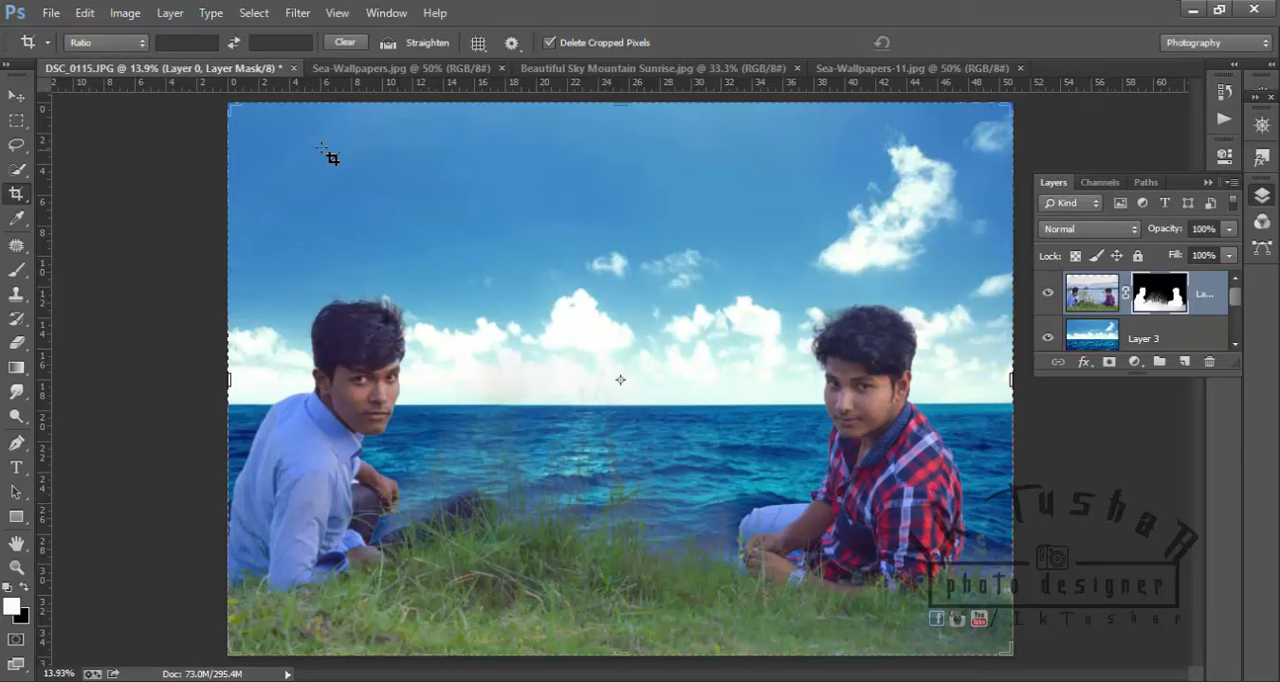 Ps File Edit Image Layer Type Select Filter View Window Help
Ratio Clear Straighten Delete Cropped Pixels Photography
DSC_0115.JPG @ 13.9% (Layer 0, Layer Mask/8) * × Sea-Wallpapers.jpg @ 50% (RGB/8#) × Beautiful Sky Mountain Sunrise.jpg @ 33.3% (RGB/8#) × Sea-Wallpapers-11.jpg @ 50% (RGB/8#) ×
Layers Channels Paths
Kind
Normal Opacity: 100%
Lock: Fill: 100%
La...
Layer 3
TushaR
photo designer
LkTushar
13.93% Doc: 73.0M/295.4M